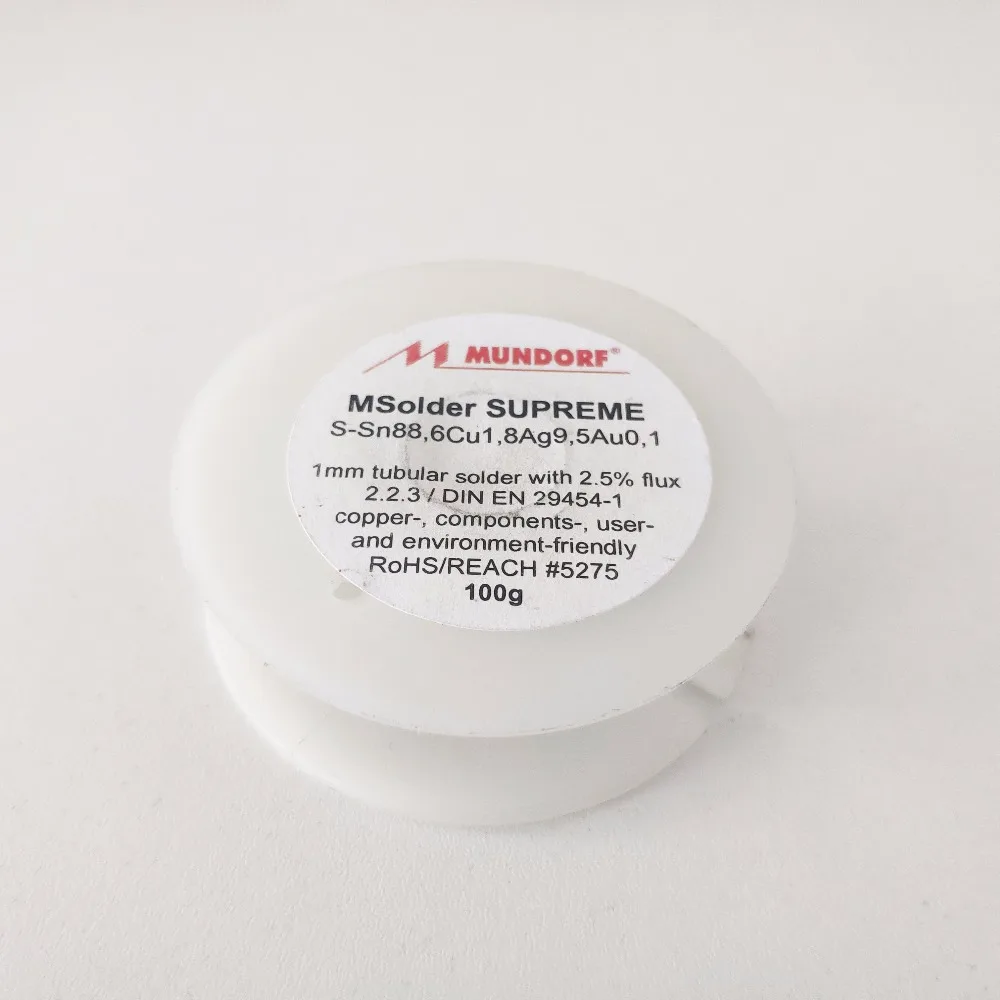 MUNDORF®
MSolder SUPREME
S-Sn88,6Cu1,8Ag9,5Au0,1
1mm tubular solder with 2.5% flux
2.2.3 / DIN EN 29454-1
copper-, components-, user-
and environment-friendly
RoHS/REACH #5275
100g